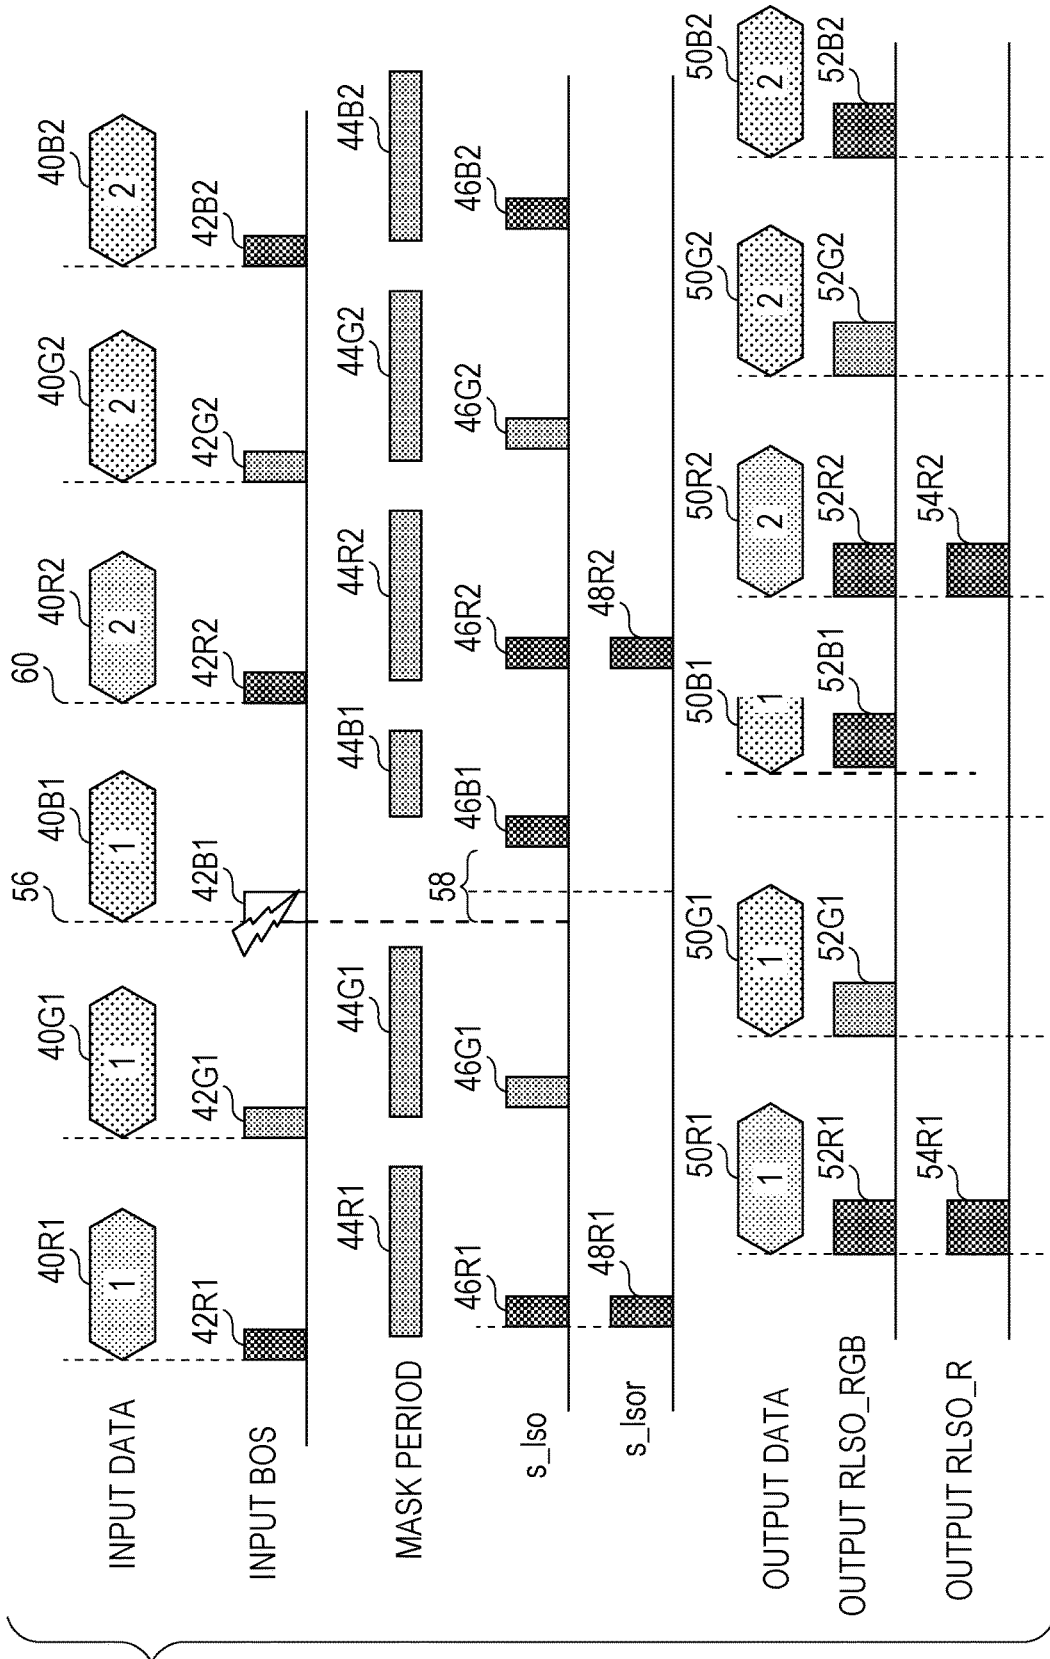 INPUT DATA 40R1 1 40G1 1 56 40B1 1 60 40R2 2 40G2 2 40B2 2
INPUT BOS 42R1 42G1 42B1 42R2 42G2 42B2
MASK PERIOD 44R1 44G1 44B1 44R2 44G2 44B2
s_lso 46R1 46G1 58 46B1 46R2 46G2 46B2
s_lsor 48R1 48R2
OUTPUT DATA 50R1 1 50G1 1 50B1 1 50R2 2 50G2 2 50B2 2
OUTPUT RLSO_RGB 52R1 52G1 52B1 52R2 52G2 52B2
OUTPUT RLSO_R 54R1 54R2